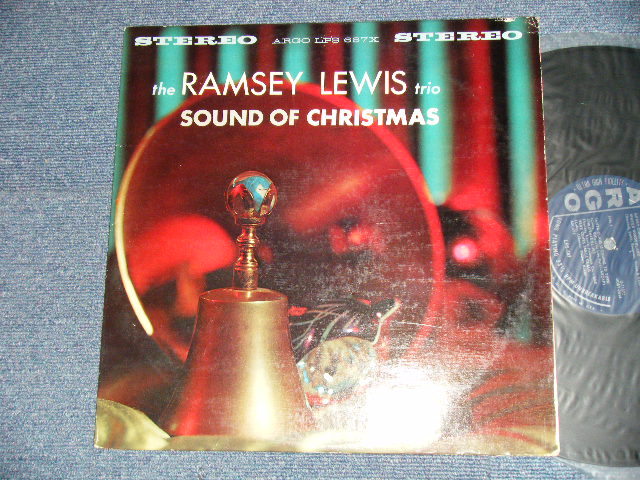 STEREO ARGO LPS 687X STEREO
the RAMSEY LEWIS trio
SOUND OF CHRISTMAS
ARGO